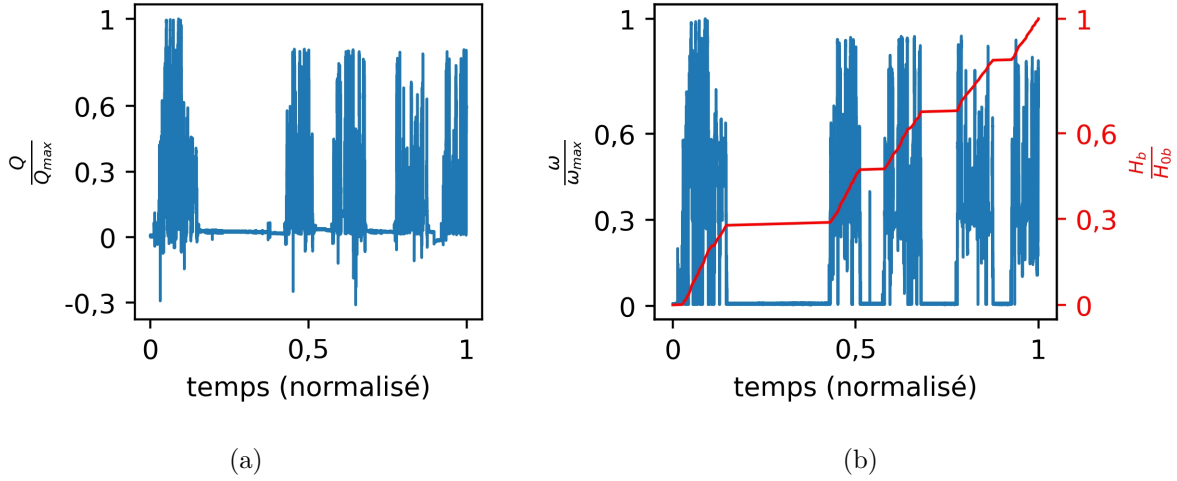 1
0,6
0,3
0
-0,3
Q
Q_max
0
0,5
1
temps (normalisé)
(a)
1
0,6
0,3
0
ω
ω_max
0
0,5
1
temps (normalisé)
1
0,6
0,3
0
H_b
H_0b
(b)